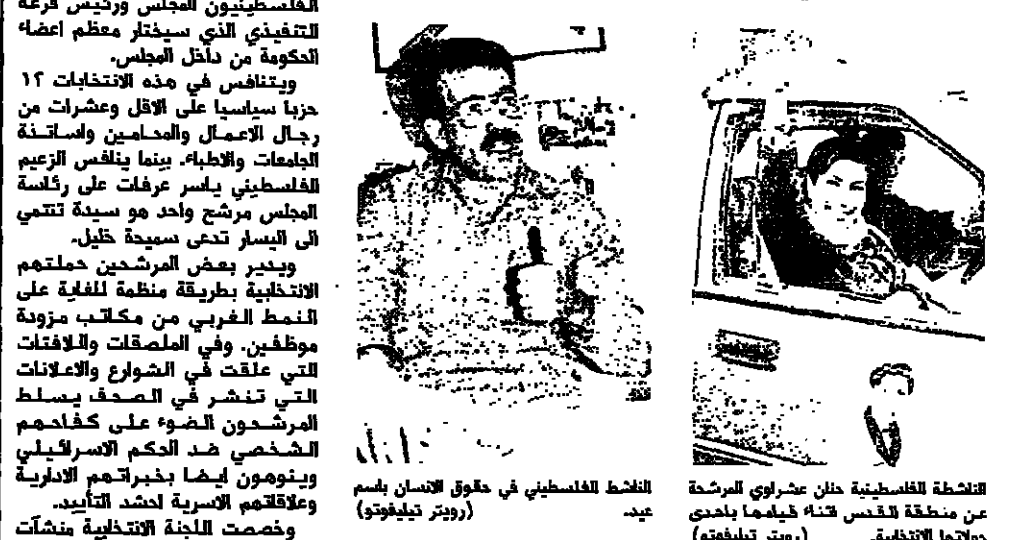 الفلسطينيون المجلس ورئيس فرعه
التنفيذي الذي سيختار معظم اعضاء
الحكومة من داخل المجلس.
ويتنافس في هذه الانتخابات ١٢
حزبا سياسيا على الاقل وعشرات من
رجال الاعمال والمحامين واساتذة
الجامعات والاطباء. بينما ينافس الزعيم
الفلسطيني ياسر عرفات على رئاسة
المجلس مرشح واحد هو سيدة تنتمي
الى اليسار تدعى سميحة خليل.
ويدير بعض المرشحين حملتهم
الانتخابية بطريقة منظمة للغاية على
النمط الغربي من مكاتب مزودة
موظفين. وفي الملصقات واللافتات
التي علقت في الشوارع والاعلانات
التي تنشر في الصحف يسلط
المرشحون الضوء على كفاحهم
الشخصي ضد الحكم الاسرائيلي
وينوهون ايضا بخبراتهم الادارية
وعلاقاتهم الاسرية لحشد التأييد.
وخصصت اللجنة الانتخابية منشآت
الناشط الفلسطيني في حقوق الانسان باسم
عيد. (رويتر تيليفوتو)
الناشطة الفلسطينية حنان عشراوي المرشحة
عن منطقة القدس اثناء قيامها باحدى
جولاتها الانتخابية. (رويتر تيليفوتو)